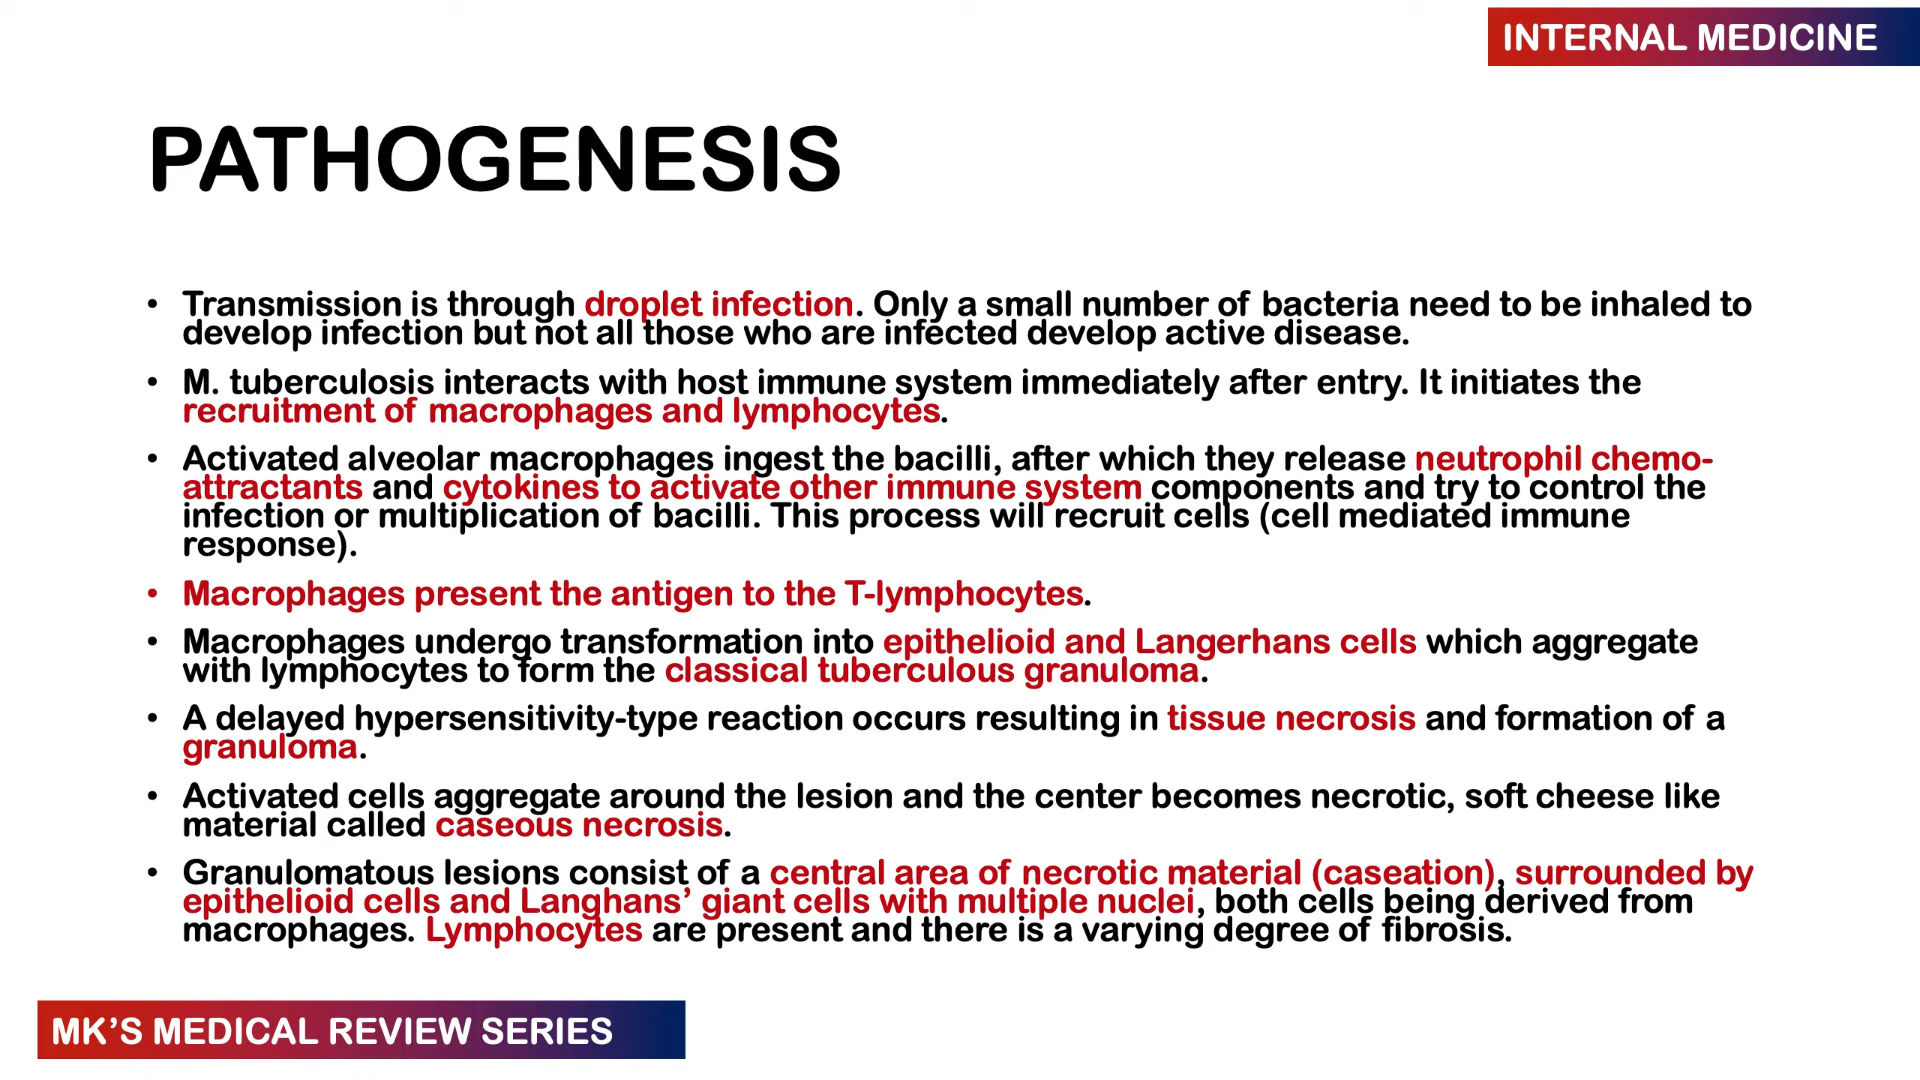 INTERNAL MEDICINE
PATHOGENESIS
• Transmission is through droplet infection. Only a small number of bacteria need to be inhaled to
develop infection but not all those who are infected develop active disease.
• M. tuberculosis interacts with host immune system immediately after entry. It initiates the
recruitment of macrophages and lymphocytes.
• Activated alveolar macrophages ingest the bacilli, after which they release neutrophil chemo-
attractants and cytokines to activate other immune system components and try to control the
infection or multiplication of bacilli. This process will recruit cells (cell mediated immune
response).
• Macrophages present the antigen to the T-lymphocytes.
• Macrophages undergo transformation into epithelioid and Langerhans cells which aggregate
with lymphocytes to form the classical tuberculous granuloma.
• A delayed hypersensitivity-type reaction occurs resulting in tissue necrosis and formation of a
granuloma.
• Activated cells aggregate around the lesion and the center becomes necrotic, soft cheese like
material called caseous necrosis.
• Granulomatous lesions consist of a central area of necrotic material (caseation), surrounded by
epithelioid cells and Langhans’ giant cells with multiple nuclei, both cells being derived from
macrophages. Lymphocytes are present and there is a varying degree of fibrosis.
MK’S MEDICAL REVIEW SERIES